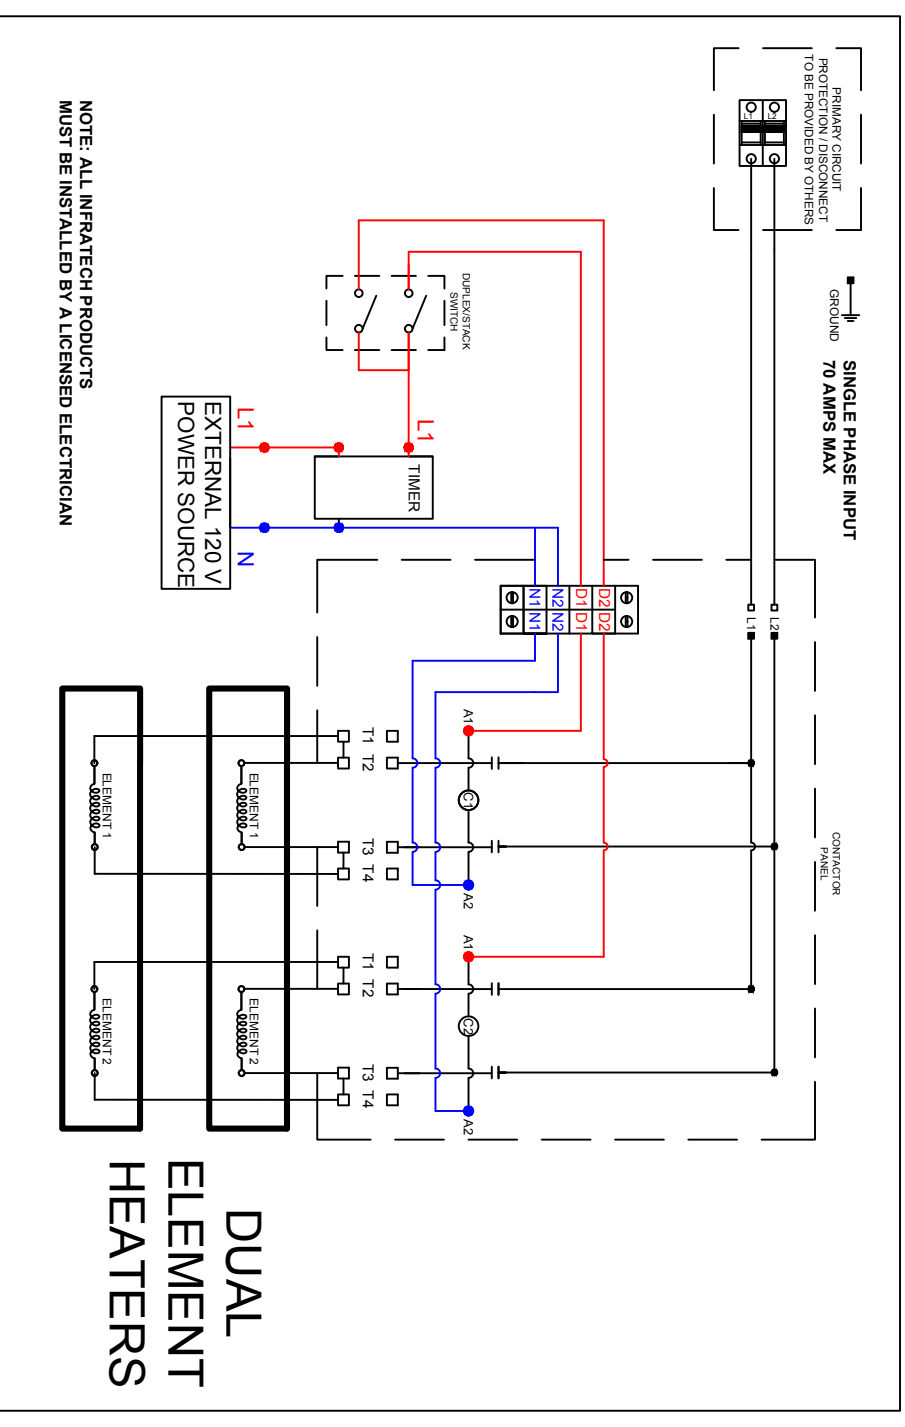 PRIMARY CIRCUIT
PROTECTION / DISCONNECT
TO BE PROVIDED BY OTHERS
L2
L1
GROUND
SINGLE PHASE INPUT
70 AMPS MAX
L2
L1
CONTACTOR
PANEL
DUPLEX/STACK
SWITCH
D2 D2
D1 D1
N2 N2
N1 N1
L1
TIMER
L1
N
EXTERNAL 120 V
POWER SOURCE
A1
C1
A2
A1
C2
A2
T1
T2
T3
T4
T1
T2
T3
T4
ELEMENT 1
ELEMENT 2
ELEMENT 1
ELEMENT 2
NOTE: ALL INFRATECH PRODUCTS
MUST BE INSTALLED BY A LICENSED ELECTRICIAN
DUAL
ELEMENT
HEATERS